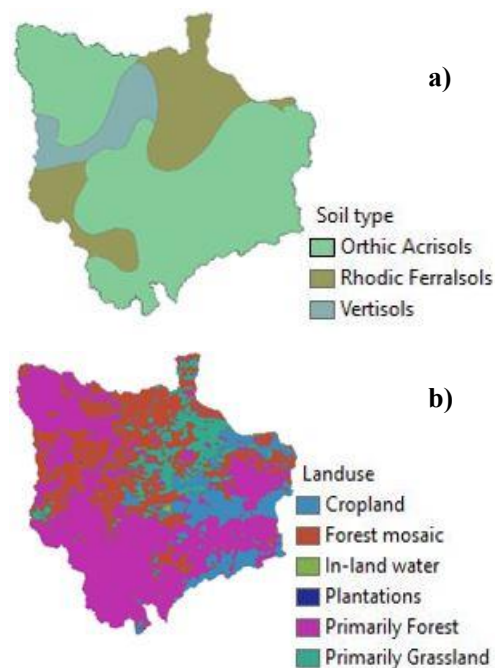 a)
Soil type
Orthic Acrisols
Rhodic Ferralsols
Vertisols
b)
Landuse
Cropland
Forest mosaic
In-land water
Plantations
Primarily Forest
Primarily Grassland